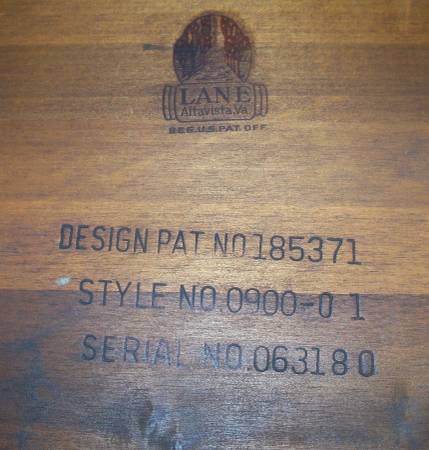 LANE
Altavista, Va.
REG. U.S. PAT. OFF.
DESIGN PAT NO 185371
STYLE NO. 0900-0 1
SERIAL NO. 063180